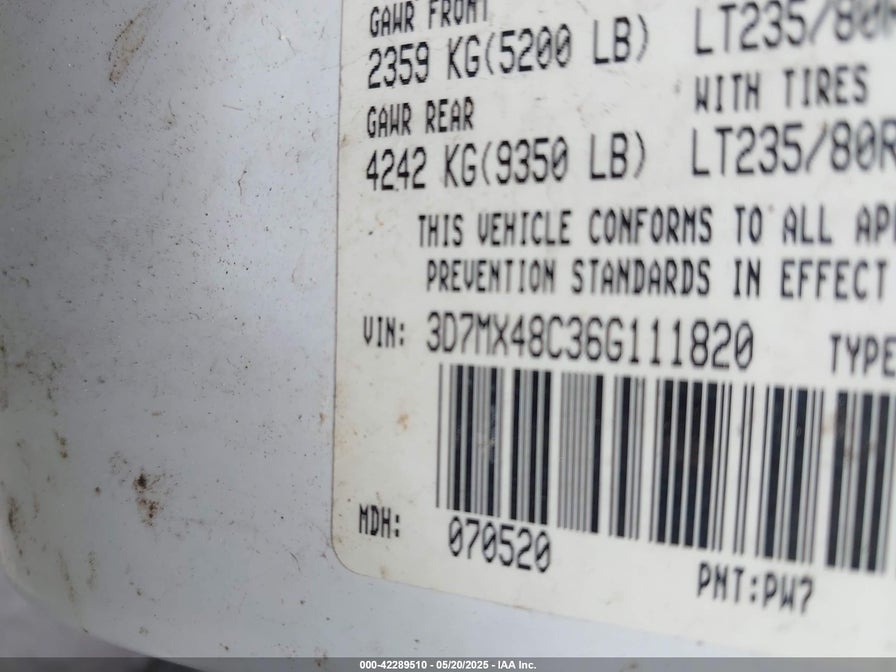 GAWR FRONT
2359 KG(5200 LB) LT235/80
WITH TIRES
GAWR REAR
4242 KG(9350 LB) LT235/80R
THIS VEHICLE CONFORMS TO ALL
PREVENTION STANDARDS IN EFFECT
VIN: 3D7MX48C36G111820 TYPE
MDH: 070520
PNT:PW7
000-42289510 - 05/20/2025 - IAA Inc.